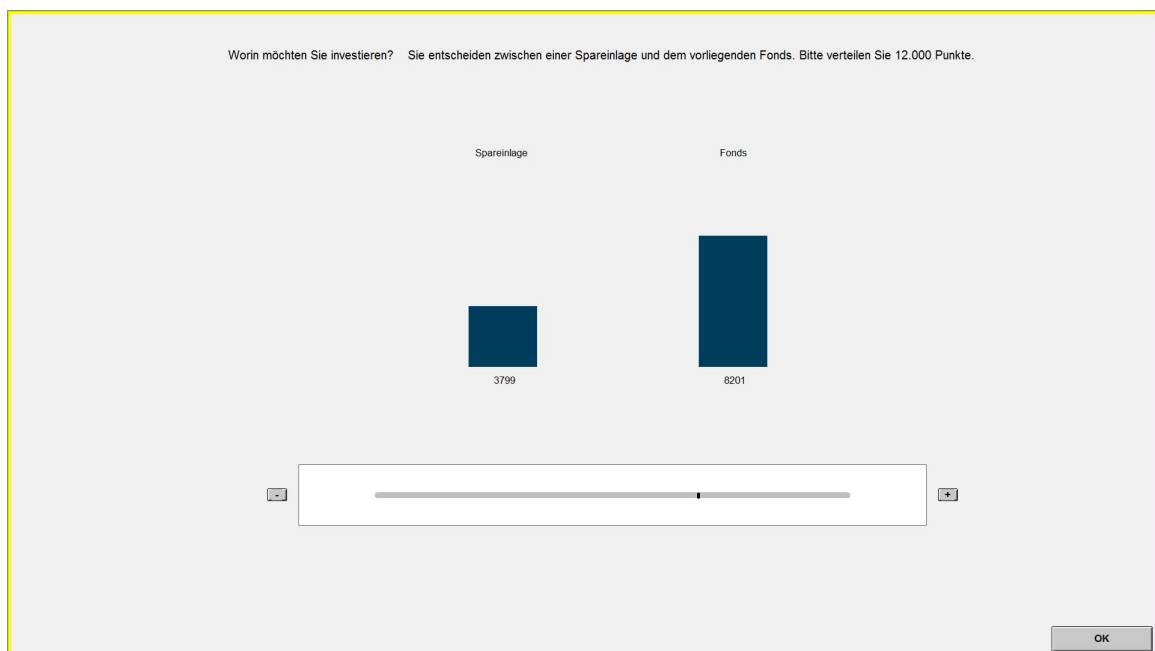 Worin möchten Sie investieren? Sie entscheiden zwischen einer Spareinlage und dem vorliegenden Fonds. Bitte verteilen Sie 12.000 Punkte.
Spareinlage Fonds
3799 8201
- +
OK